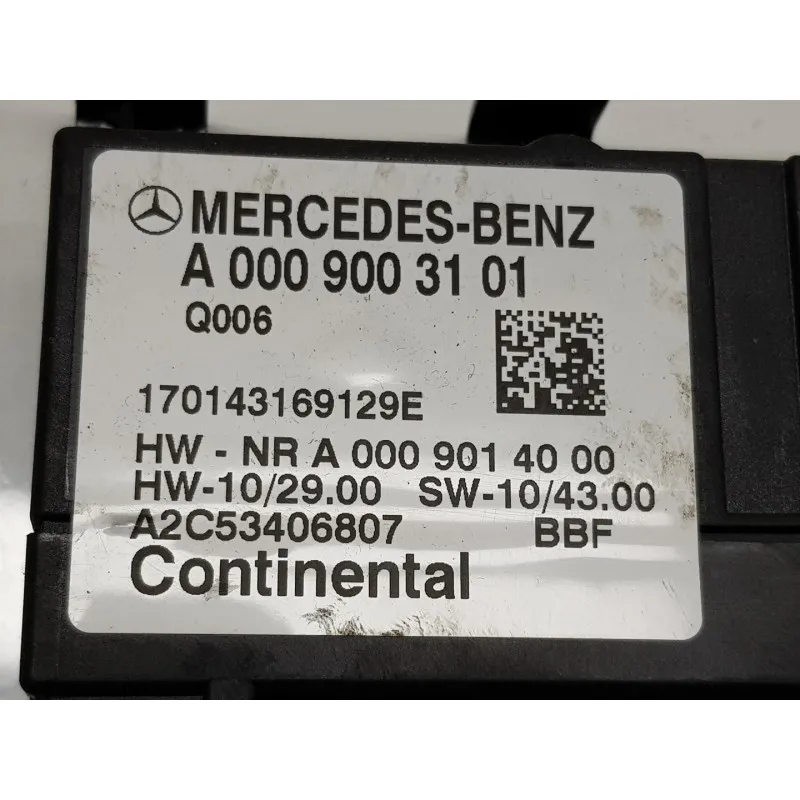 MERCEDES-BENZ
A 000 900 31 01
Q006
170143169129E
HW - NR A 000 901 40 00
HW-10/29.00 SW-10/43.00
A2C53406807 BBF
Continental